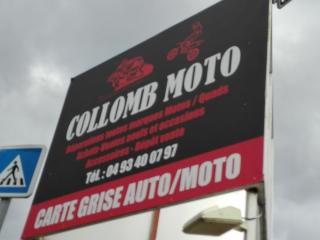 COLLOMB MOTO
Réparations toutes marques Motos / Quads
Achats-Ventes neufs et occasions
Accessoires - Dépôt vente
Tél. : 04 93 40 07 97
CARTE GRISE AUTO/MOTO